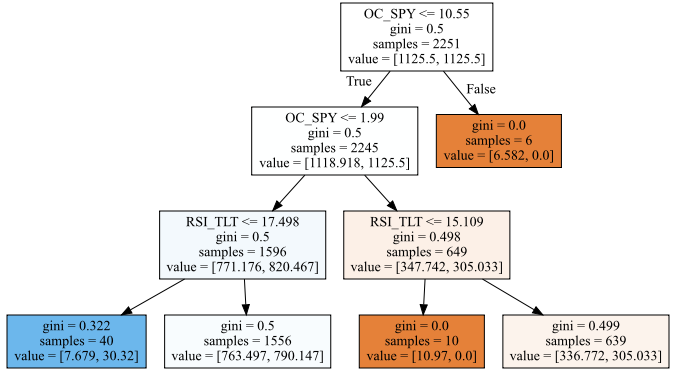 OC_SPY <= 10.55
gini = 0.5
samples = 2251
value = [1125.5, 1125.5]
True
False
OC_SPY <= 1.99
gini = 0.5
samples = 2245
value = [1118.918, 1125.5]
gini = 0.0
samples = 6
value = [6.582, 0.0]
RSI_TLT <= 17.498
gini = 0.5
samples = 1596
value = [771.176, 820.467]
RSI_TLT <= 15.109
gini = 0.498
samples = 649
value = [347.742, 305.033]
gini = 0.322
samples = 40
value = [7.679, 30.32]
gini = 0.5
samples = 1556
value = [763.497, 790.147]
gini = 0.0
samples = 10
value = [10.97, 0.0]
gini = 0.499
samples = 639
value = [336.772, 305.033]